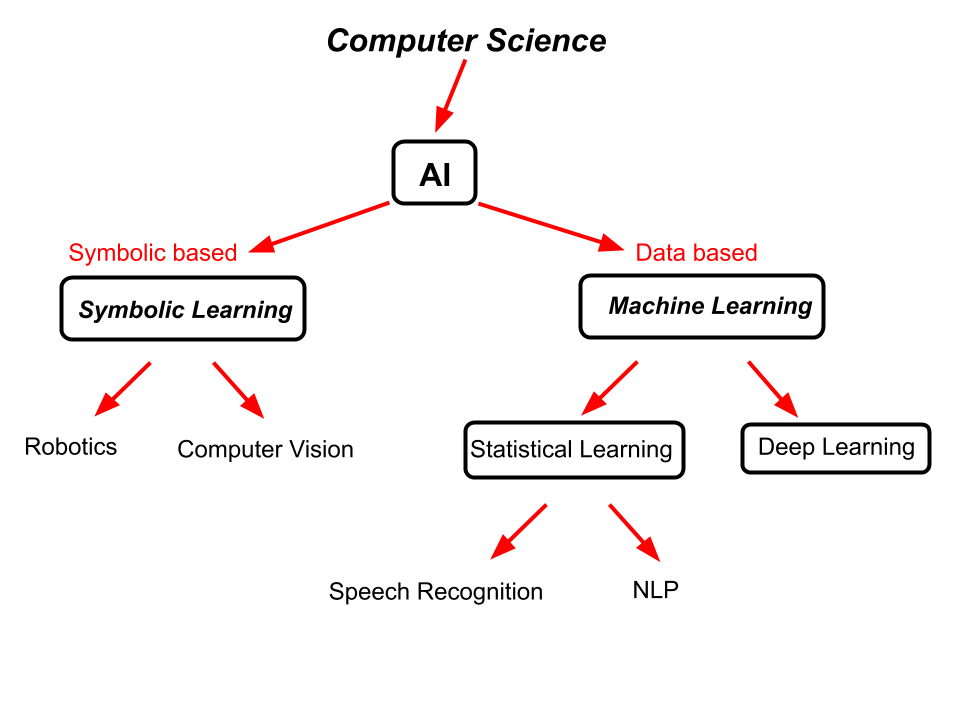 Computer Science
AI
Symbolic based
Data based
Symbolic Learning
Machine Learning
Robotics
Computer Vision
Statistical Learning
Deep Learning
Speech Recognition
NLP